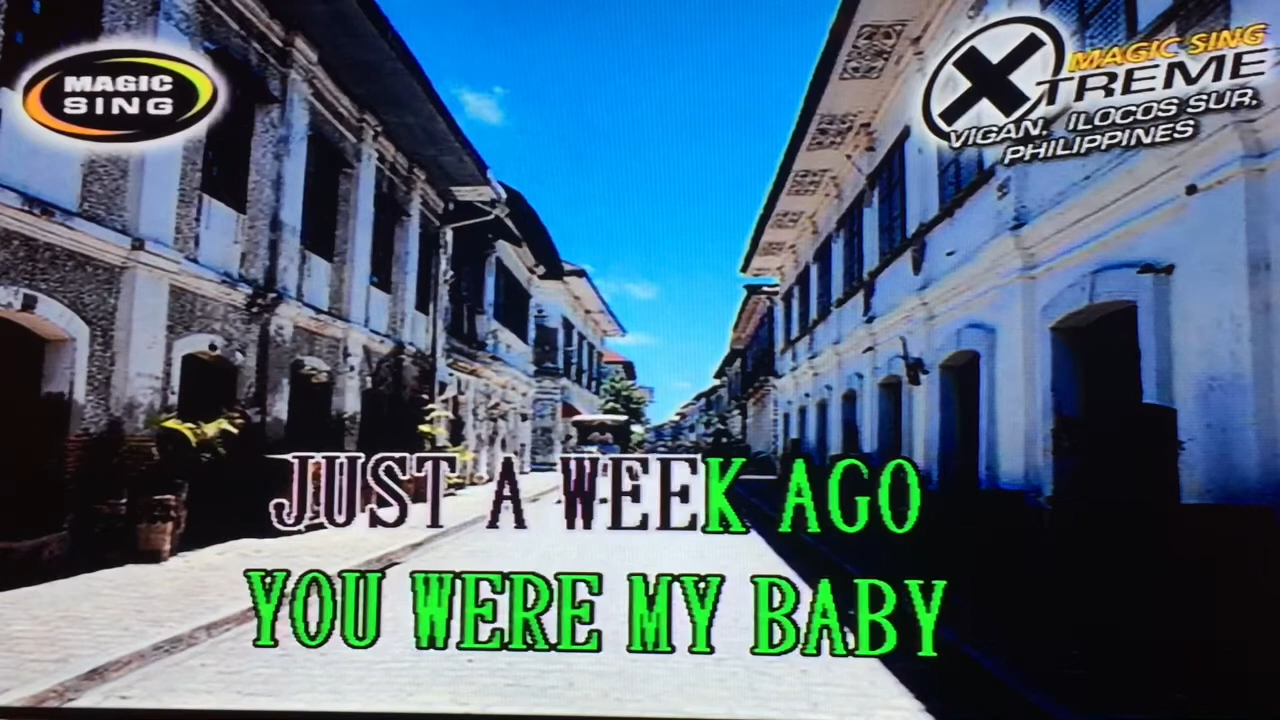 MAGIC
SING
MAGIC SING
XTREME
VIGAN, ILOCOS SUR,
PHILIPPINES
JUST A WEEK AGO
YOU WERE MY BABY